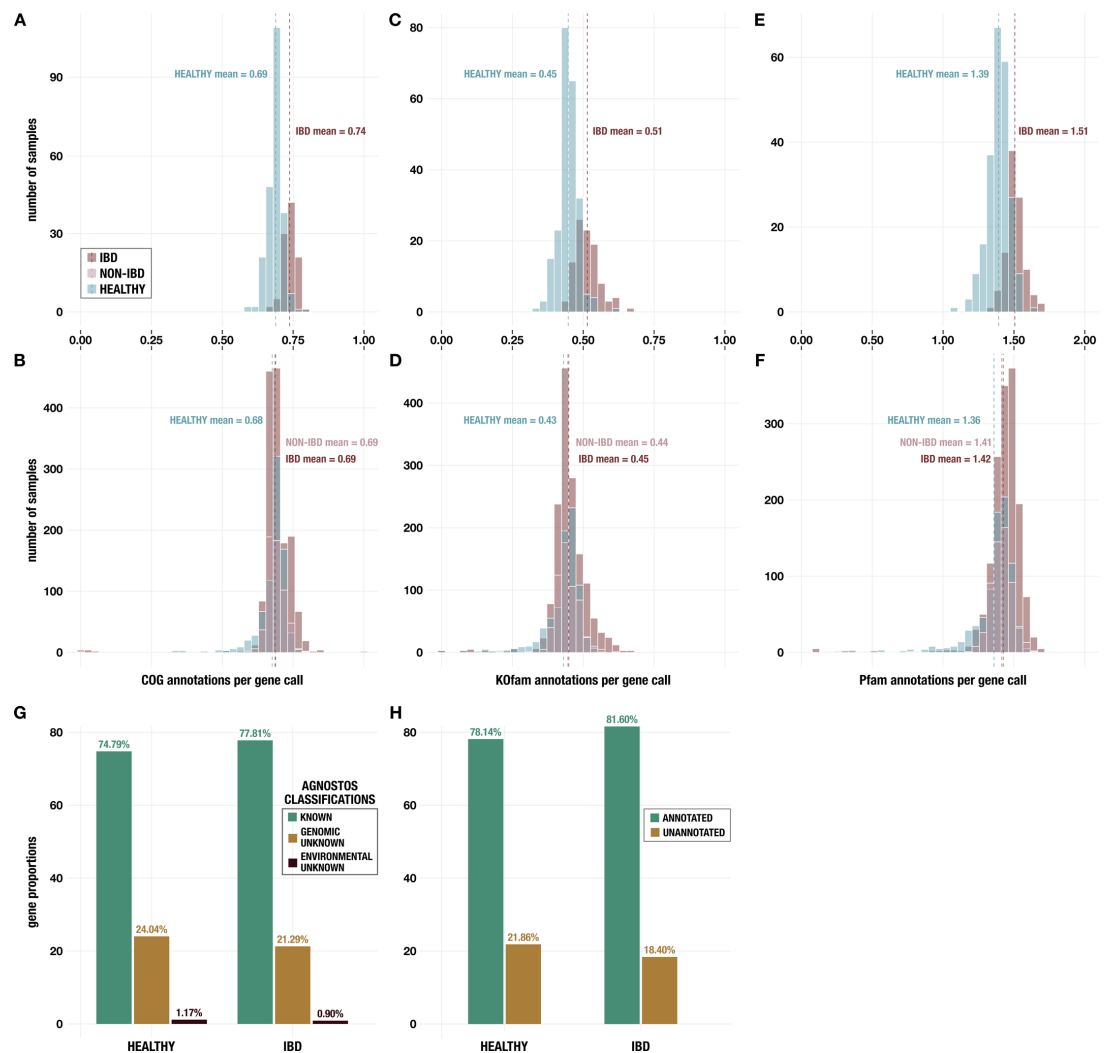 A
C
E
90
60
30
0
number of samples
HEALTHY mean = 0.69
IBD mean = 0.74
IBD
NON-IBD
HEALTHY
0.00
0.25
0.50
0.75
1.00
80
60
40
20
0
HEALTHY mean = 0.45
IBD mean = 0.51
0.00
0.25
0.50
0.75
1.00
60
40
20
0
HEALTHY mean = 1.39
IBD mean = 1.51
0.00
0.50
1.00
1.50
2.00
B
D
F
400
300
200
100
0
number of samples
HEALTHY mean = 0.68
NON-IBD mean = 0.69
IBD mean = 0.69
COG annotations per gene call
400
300
200
100
0
HEALTHY mean = 0.43
NON-IBD mean = 0.44
IBD mean = 0.45
KOfam annotations per gene call
300
200
100
0
HEALTHY mean = 1.36
NON-IBD mean = 1.41
IBD mean = 1.42
Pfam annotations per gene call
G
H
80
60
40
20
0
gene proportions
74.79%
24.04%
1.17%
77.81%
21.29%
0.90%
AGNOSTOS
CLASSIFICATIONS
KNOWN
GENOMIC
UNKNOWN
ENVIRONMENTAL
UNKNOWN
HEALTHY
IBD
80
60
40
20
0
78.14%
21.86%
81.60%
18.40%
ANNOTATED
UNANNOTATED
HEALTHY
IBD